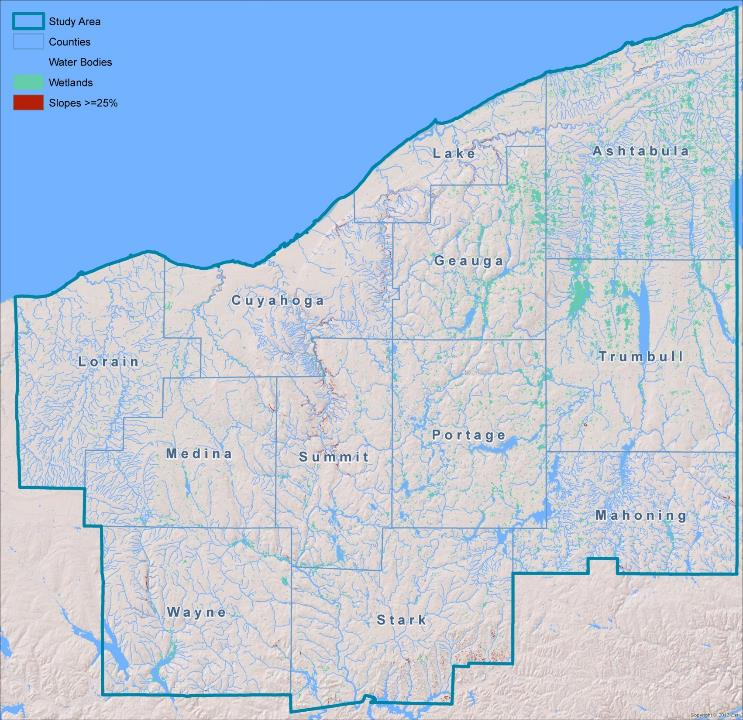 Study Area
Counties
Water Bodies
Wetlands
Slopes >=25%
Lake
Ashtabula
Geauga
Cuyahoga
Lorain
Trumbull
Portage
Medina
Summit
Mahoning
Wayne
Stark